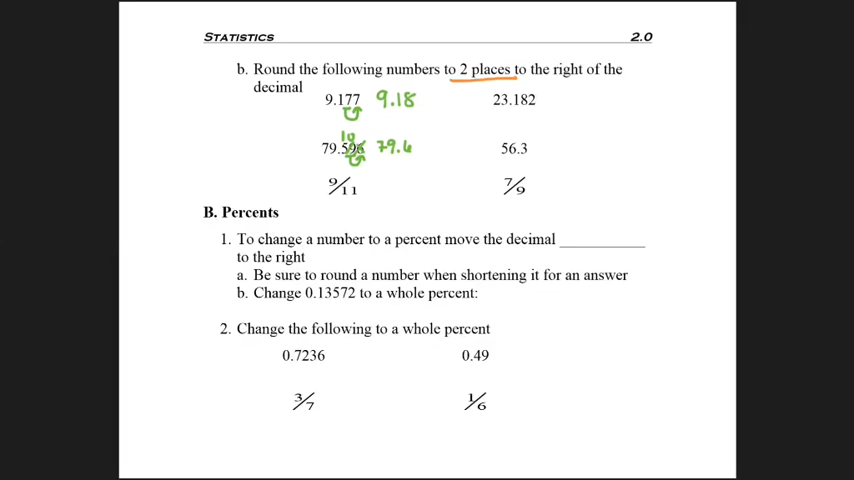 STATISTICS 2.0
b. Round the following numbers to 2 places to the right of the
decimal
9.177 9.18 23.182
10
79.596 79.6 56.3
9/11 7/9
B. Percents
1. To change a number to a percent move the decimal ___________
to the right
a. Be sure to round a number when shortening it for an answer
b. Change 0.13572 to a whole percent:
2. Change the following to a whole percent
0.7236 0.49
3/7 1/6